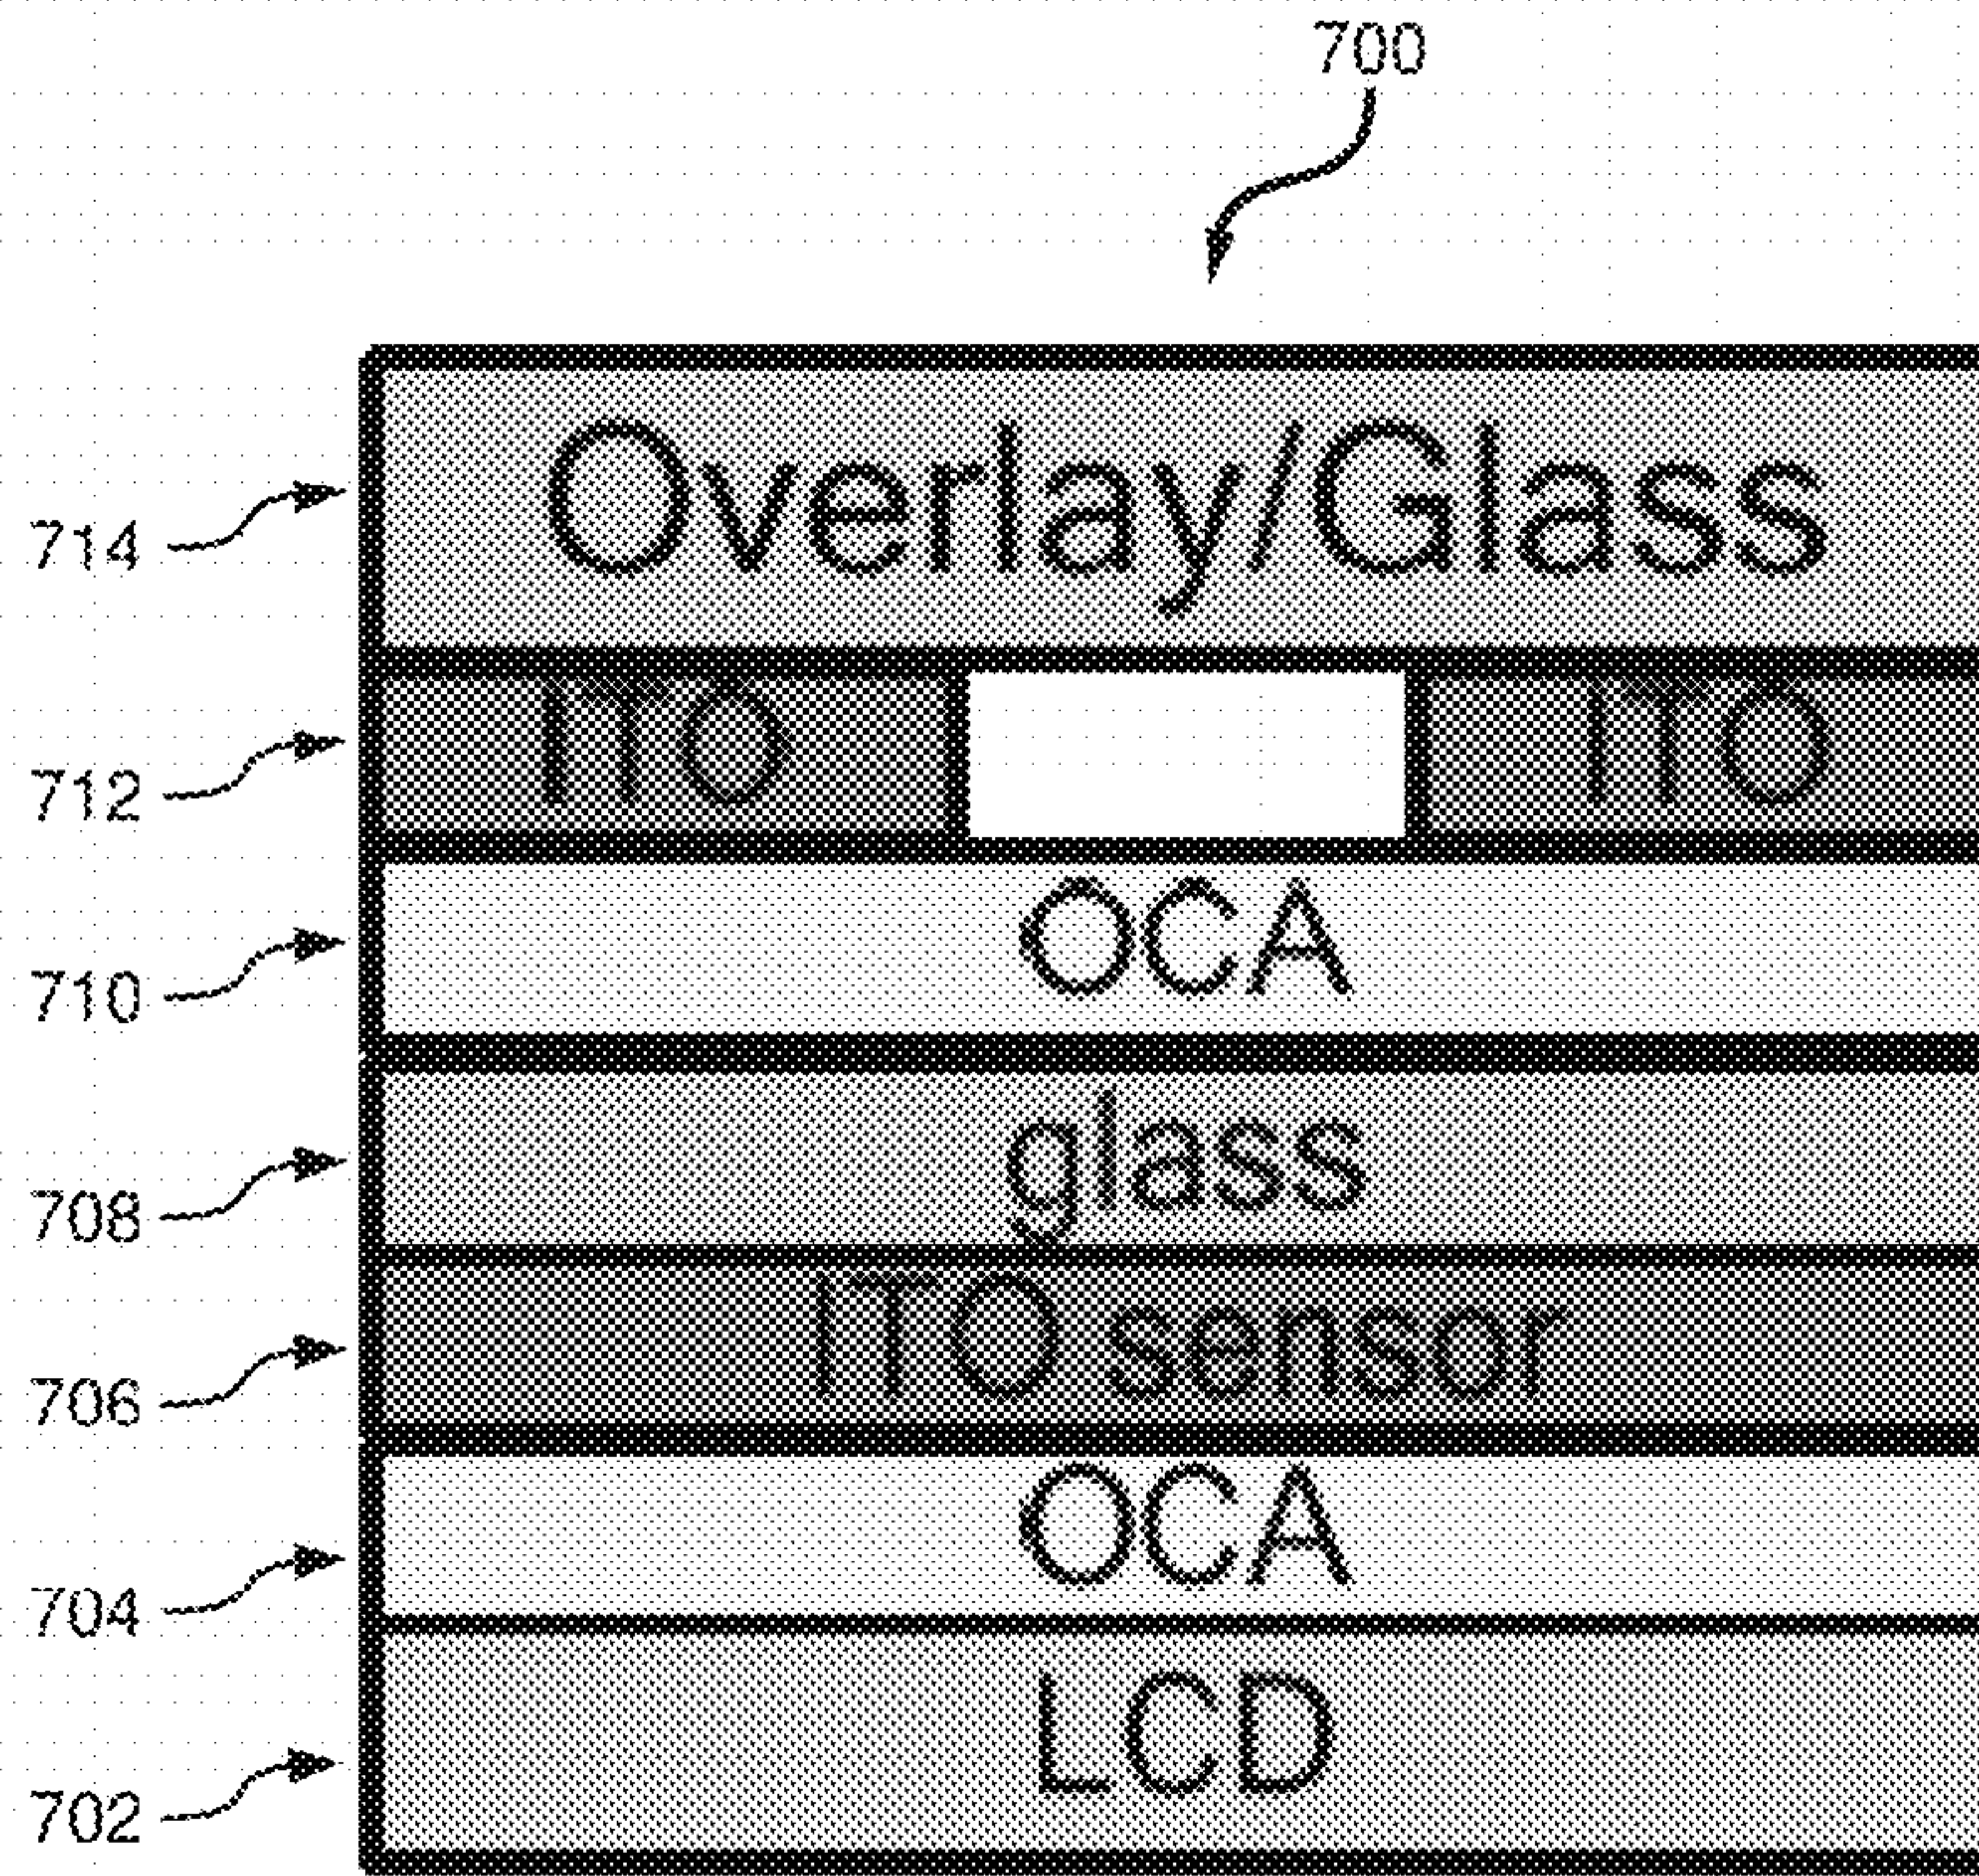 700
714 Overlay/Glass
712 ITO ITO
710 OCA
708 glass
706 ITO sensor
704 OCA
702 LCD